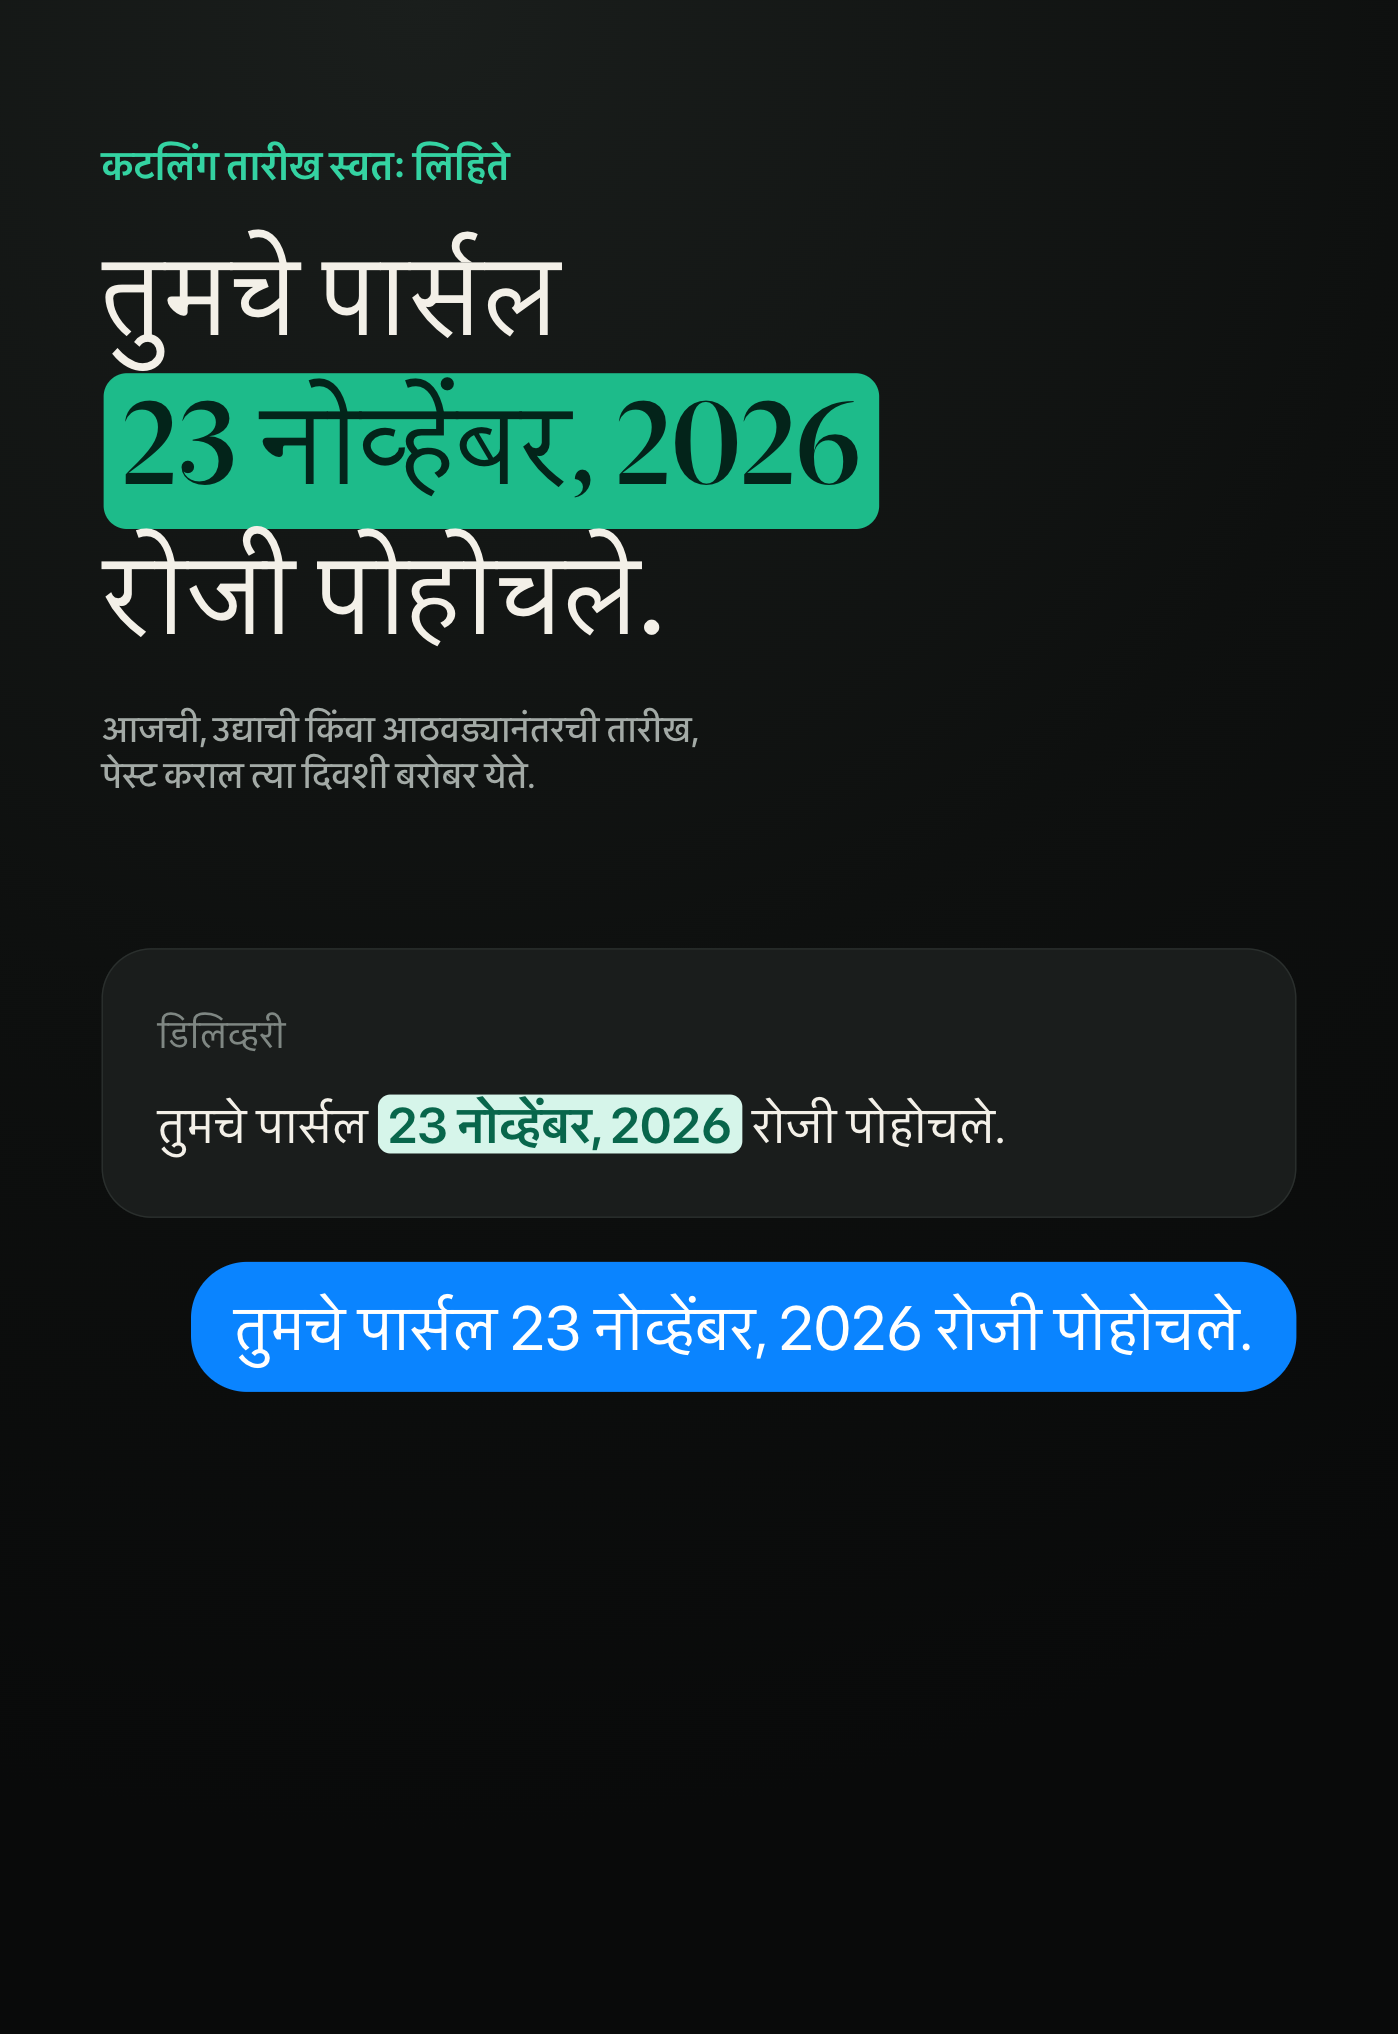 कटलिंग तारीख स्वतः लिहिते
तुमचे पार्सल
23 नोव्हेंबर, 2026
रोजी पोहोचले.
आजची, उद्याची किंवा आठवड्यानंतरची तारीख,
पेस्ट कराल त्या दिवशी बरोबर येते.
डिलिव्हरी
तुमचे पार्सल 23 नोव्हेंबर, 2026 रोजी पोहोचले.
तुमचे पार्सल 23 नोव्हेंबर, 2026 रोजी पोहोचले.